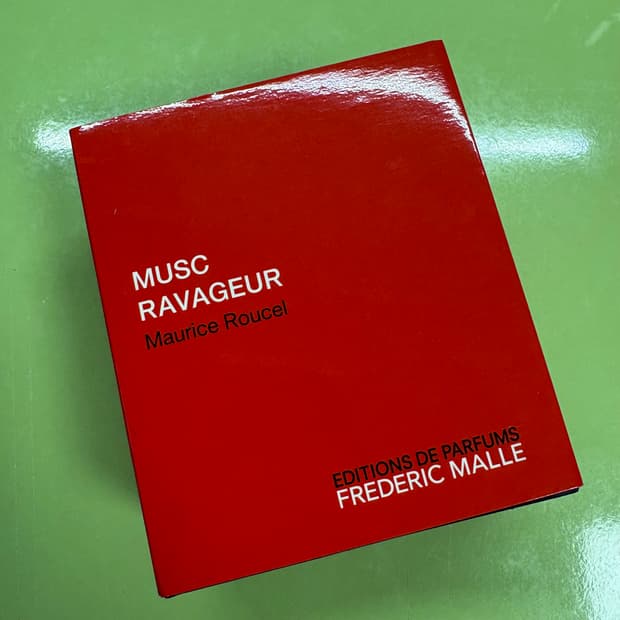 MUSC
RAVAGEUR
Maurice Roucel
EDITIONS DE PARFUMS
FREDERIC MALLE